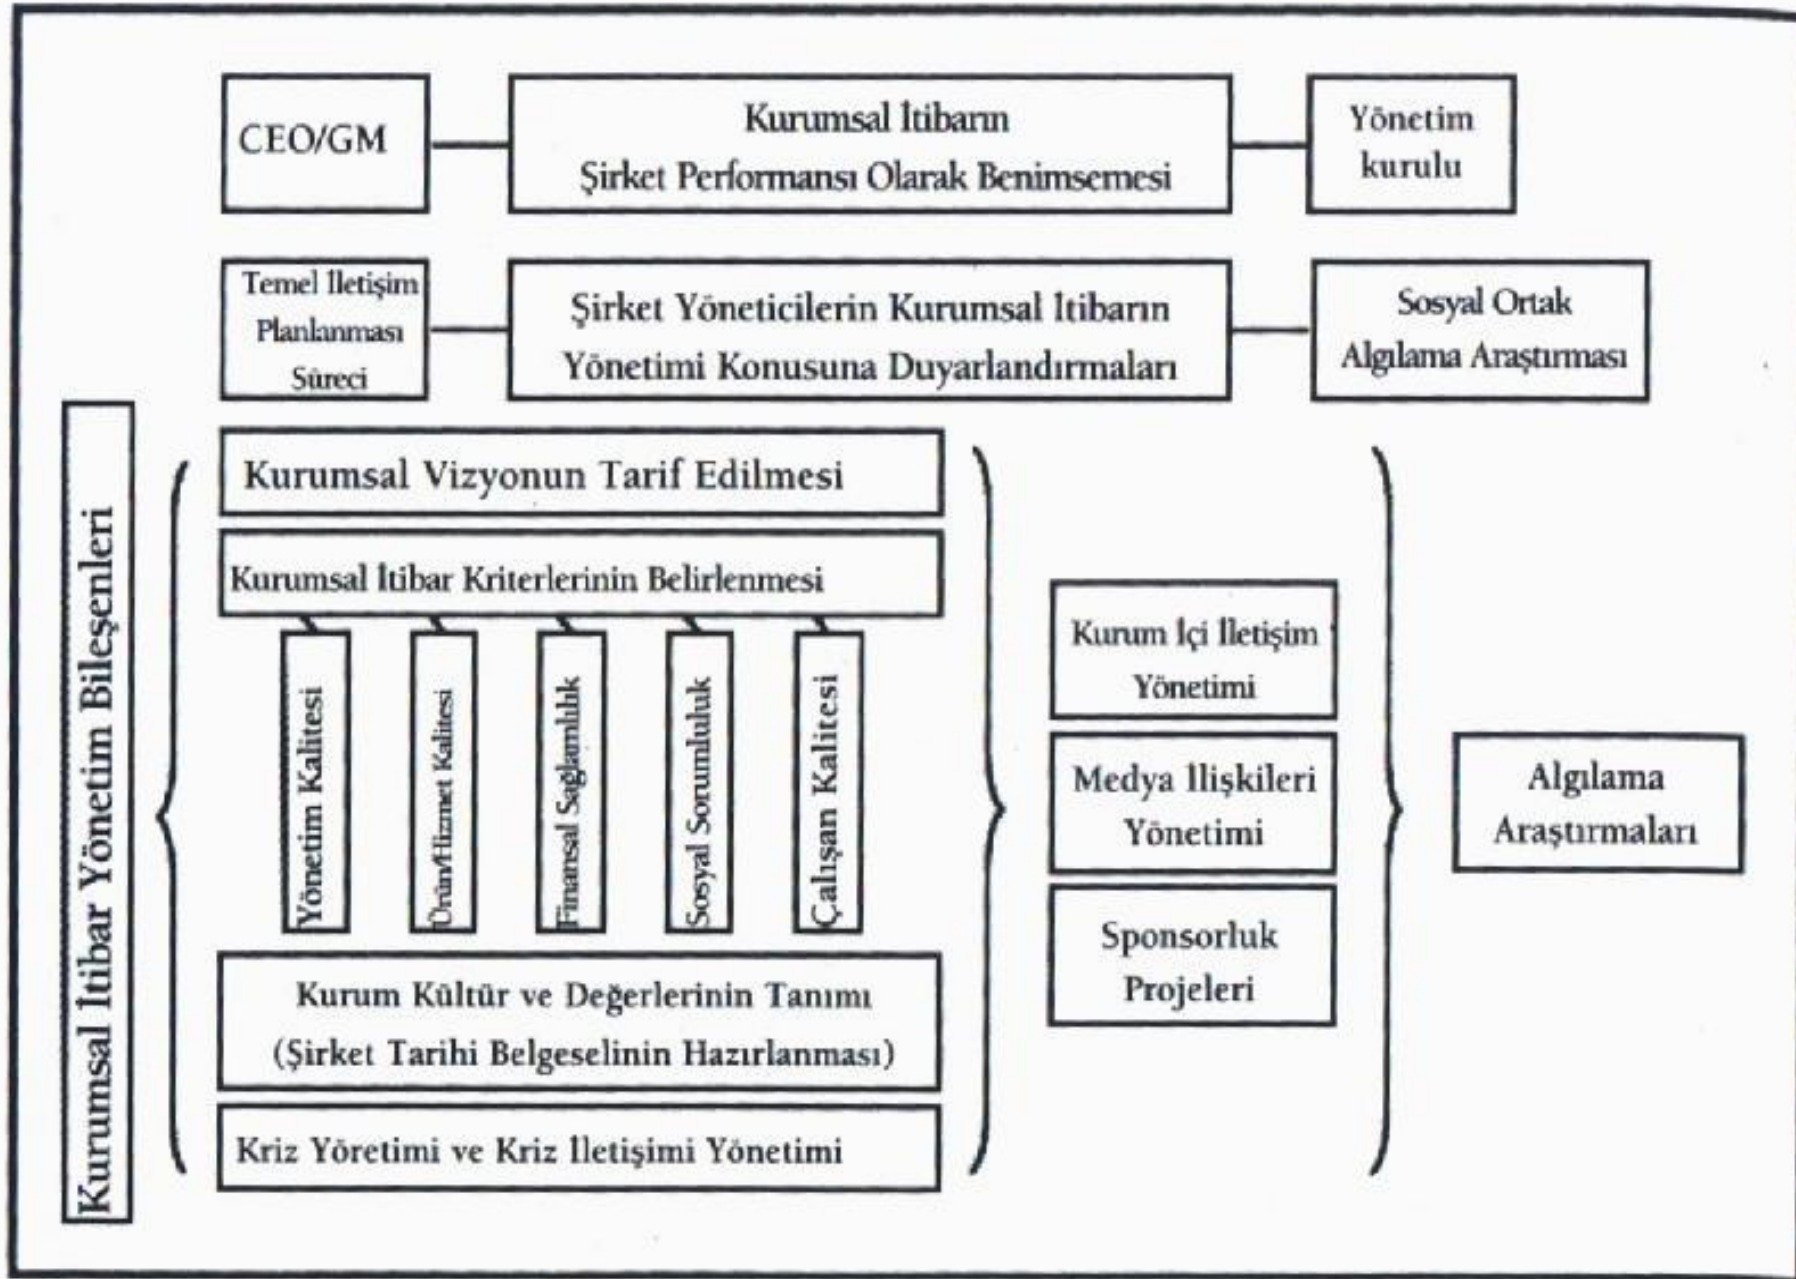 CEO/GM
Kurumsal İtibarın
Şirket Performansı Olarak Benimsemesi
Yönetim
kurulu
Temel İletişim
Planlanması
Süreci
Şirket Yöneticilerin Kurumsal İtibarın
Yönetimi Konusuna Duyarlandırmaları
Sosyal Ortak
Algılama Araştırması
Kurumsal İtibar Yönetim Bileşenleri
Kurumsal Vizyonun Tarif Edilmesi
Kurumsal İtibar Kriterlerinin Belirlenmesi
Yönetim Kalitesi
Ürün/Hizmet Kalitesi
Finansal Sağlamlılık
Sosyal Sorumluluk
Çalışan Kalitesi
Kurum Kültür ve Değerlerinin Tanımı
(Şirket Tarihi Belgeselinin Hazırlanması)
Kriz Yöretimi ve Kriz İletişimi Yönetimi
Kurum İçi İletişim
Yönetimi
Medya İlişkileri
Yönetimi
Sponsorluk
Projeleri
Algılama
Araştırmaları